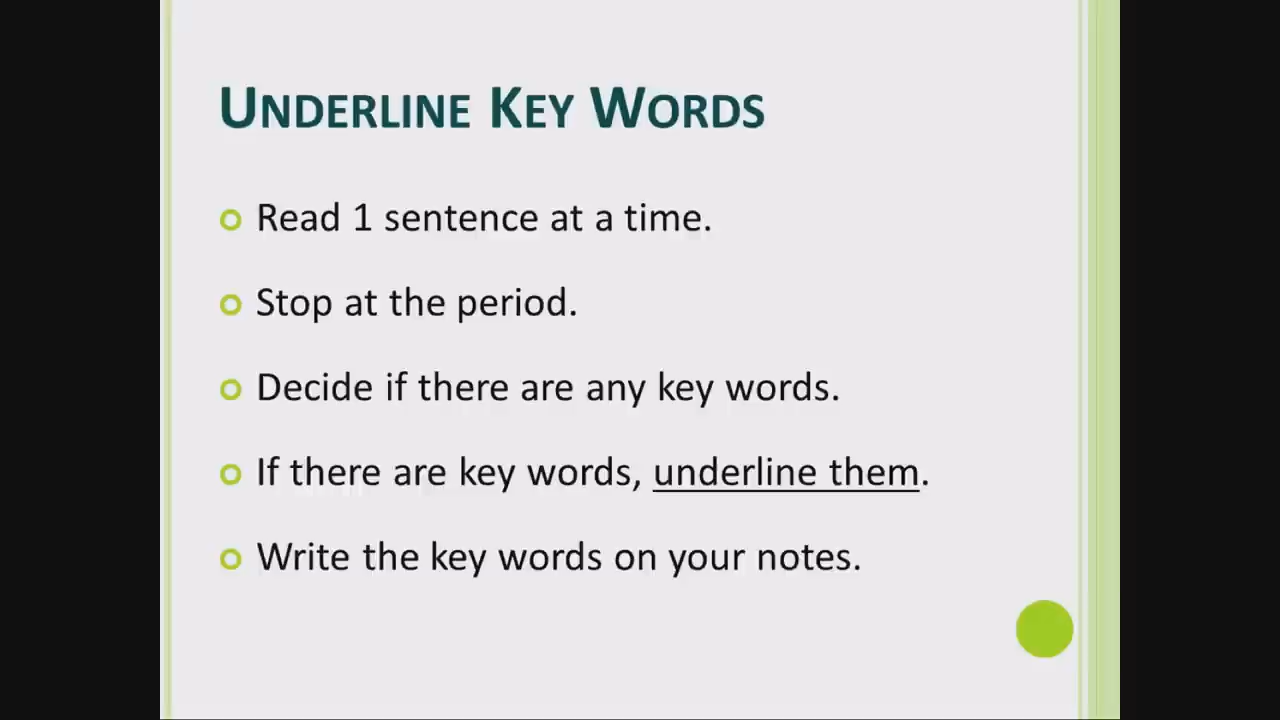 Underline Key Words
Read 1 sentence at a time.
Stop at the period.
Decide if there are any key words.
If there are key words, underline them.
Write the key words on your notes.